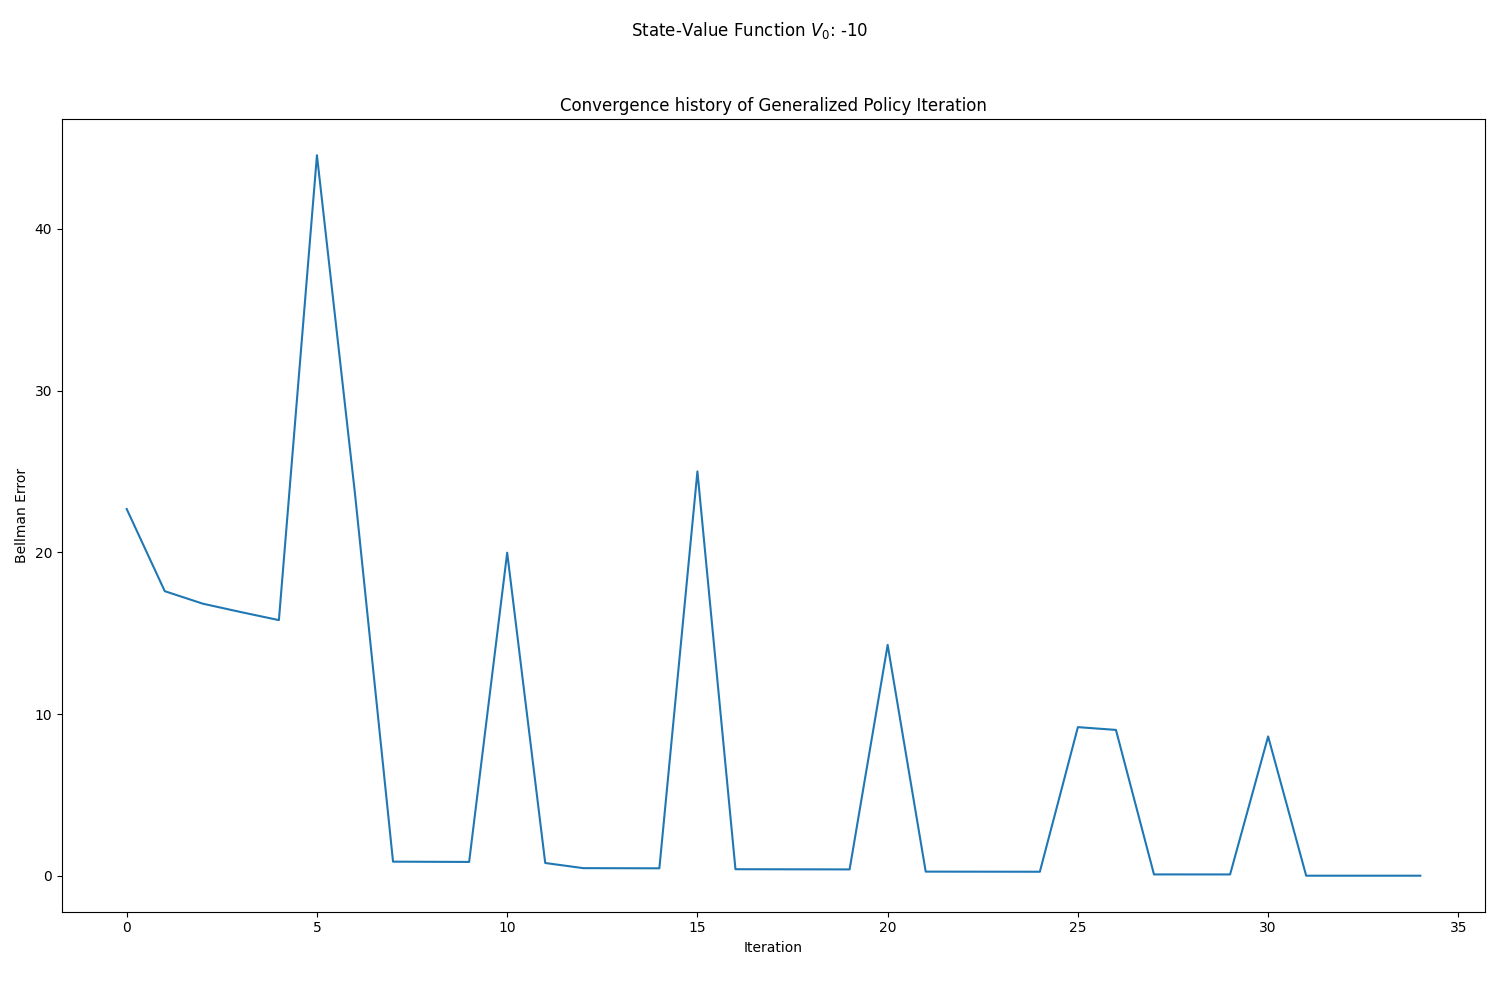 State-Value Function V₀: -10
Convergence history of Generalized Policy Iteration
40
30
20
10
0
Bellman Error
0 5 10 15 20 25 30 35
Iteration